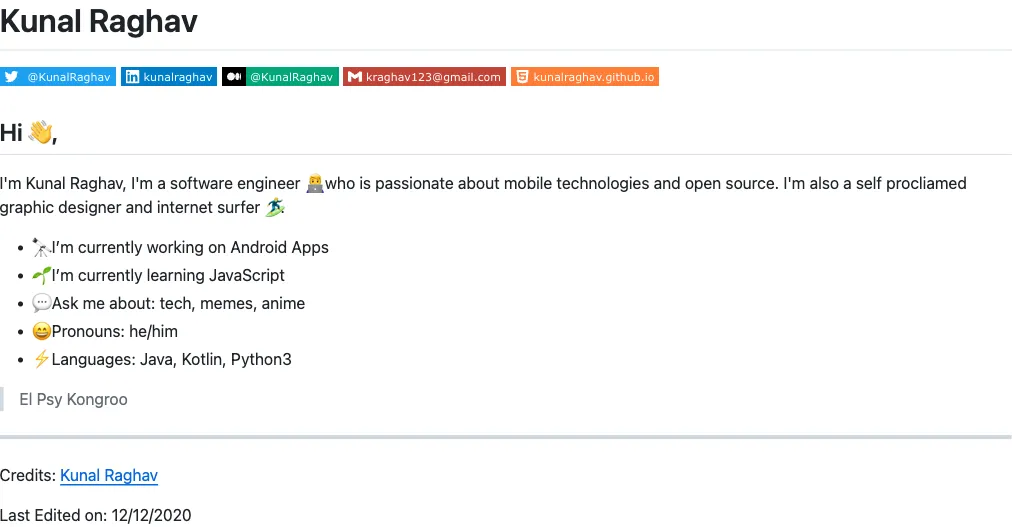 Kunal Raghav
@KunalRaghav kunalraghav @KunalRaghav kraghav123@gmail.com kunalraghav.github.io
Hi 👋,
I'm Kunal Raghav, I'm a software engineer 👨‍💻who is passionate about mobile technologies and open source. I'm also a self procliamed
graphic designer and internet surfer 🏄‍♂️
• 🔭I’m currently working on Android Apps
• 🌱I’m currently learning JavaScript
• 💬Ask me about: tech, memes, anime
• 😄Pronouns: he/him
• ⚡Languages: Java, Kotlin, Python3
El Psy Kongroo
Credits: Kunal Raghav
Last Edited on: 12/12/2020